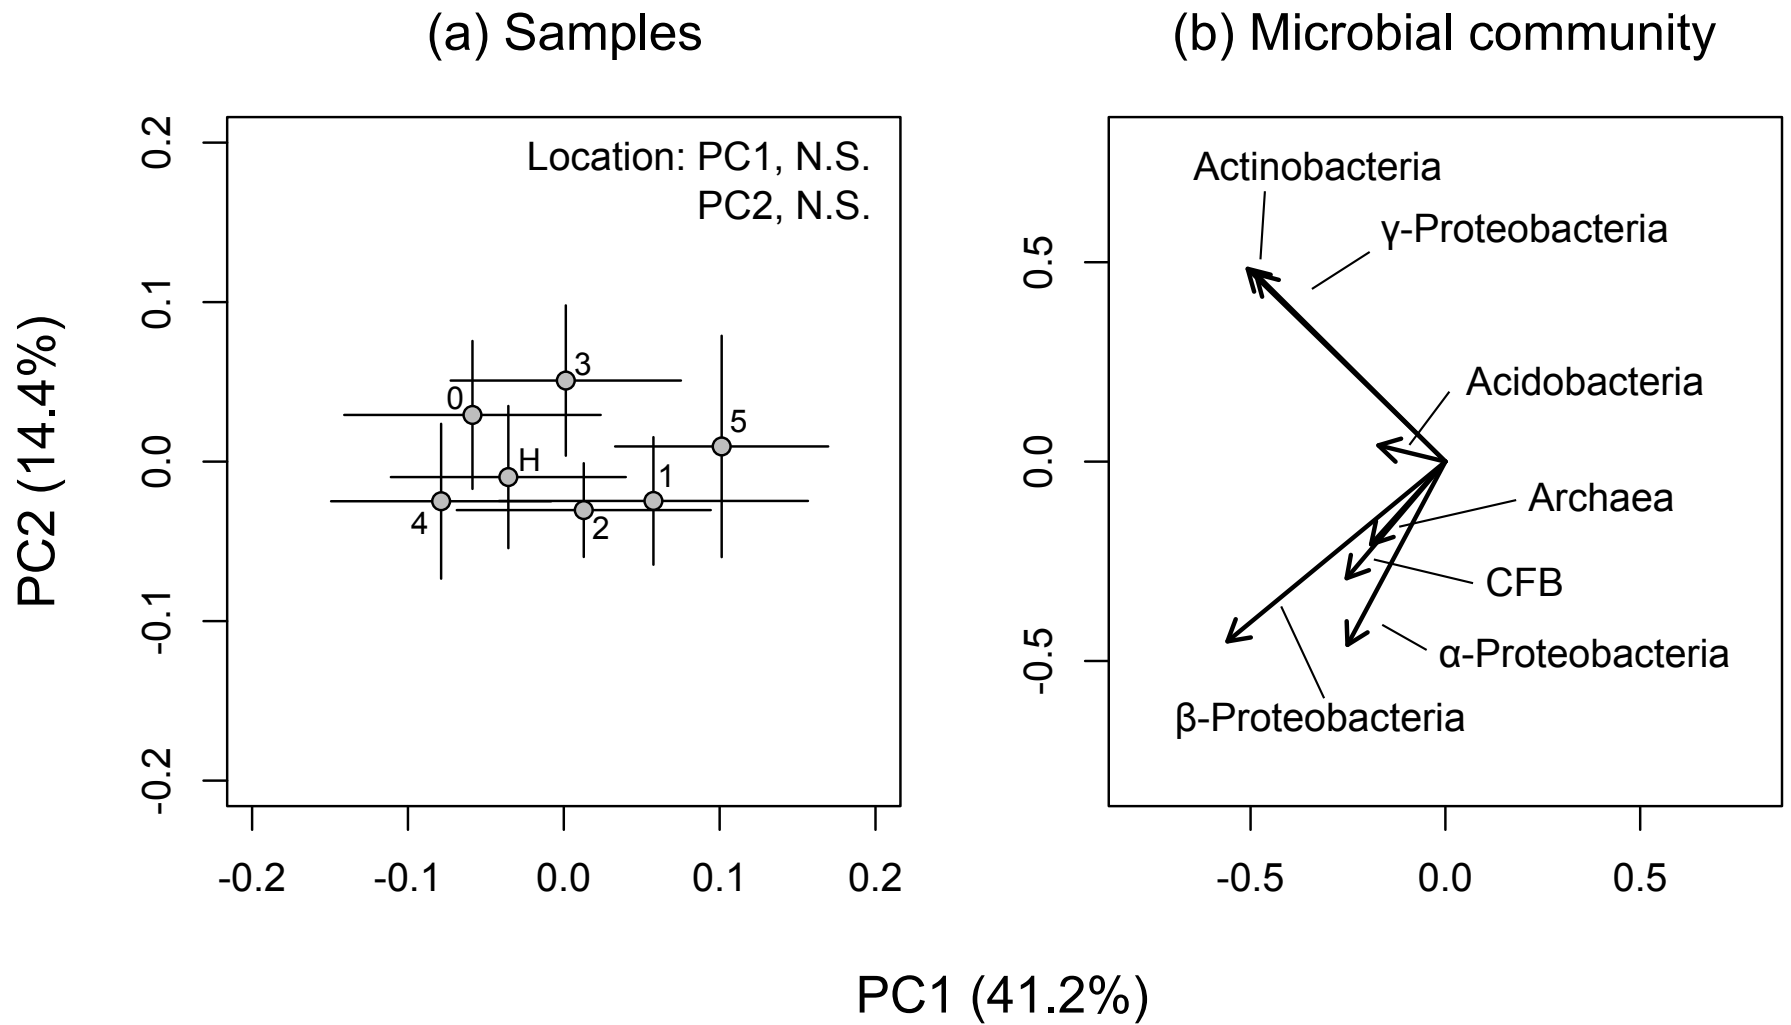 (a) Samples
(b) Microbial community
PC2 (14.4%)
0.2
0.1
0.0
-0.1
-0.2
Location: PC1, N.S.
PC2, N.S.
3
0
5
H
1
4
2
-0.2
-0.1
0.0
0.1
0.2
0.5
0.0
-0.5
Actinobacteria
γ-Proteobacteria
Acidobacteria
Archaea
CFB
α-Proteobacteria
β-Proteobacteria
-0.5
0.0
0.5
PC1 (41.2%)